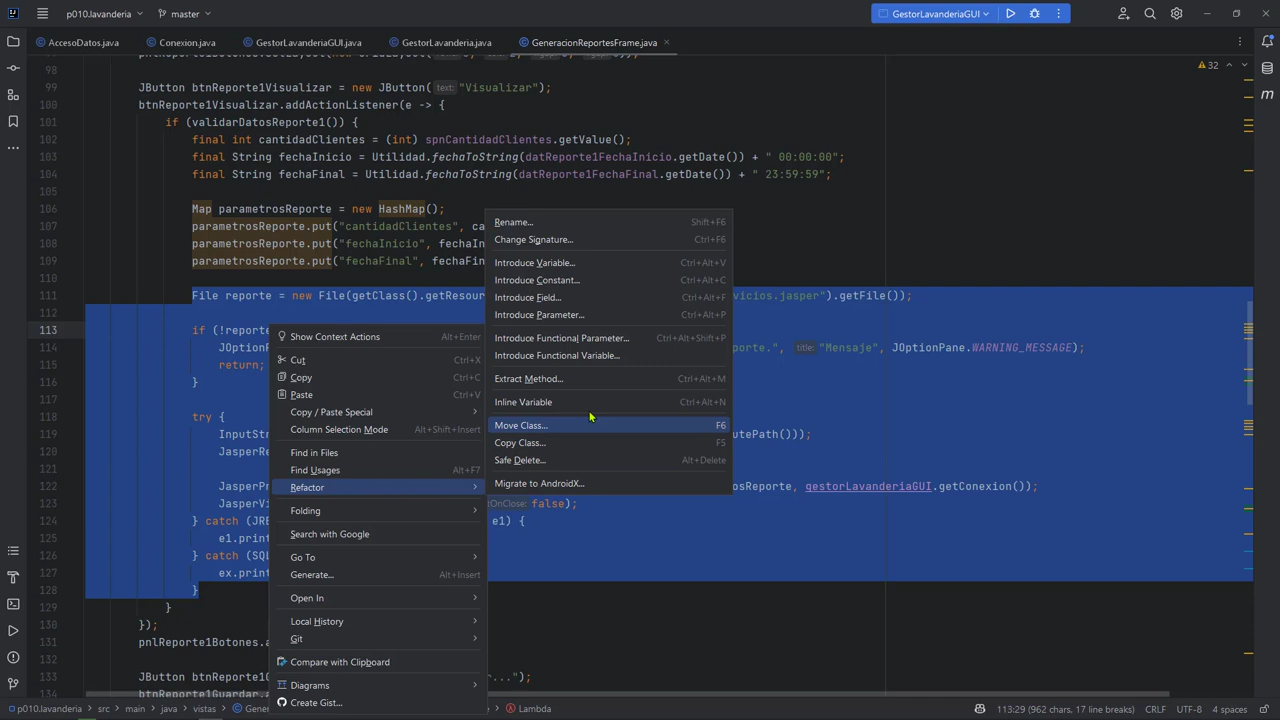 p010.lavanderia
master
GestorLavanderiaGUI
AccesoDatos.java
Conexion.java
GestorLavanderiaGUI.java
GestorLavanderia.java
GeneracionReportesFrame.java
98
32
99 JButton btnReporte1Visualizar = new JButton( text: "Visualizar");
100 btnReporte1Visualizar.addActionListener(e -> {
101 if (validarDatosReporte1()) {
102 final int cantidadClientes = (int) spnCantidadClientes.getValue();
103 final String fechaInicio = Utilidad.fechaToString(datReporte1FechaInicio.getDate()) + " 00:00:00";
104 final String fechaFinal = Utilidad.fechaToString(datReporte1FechaFinal.getDate()) + " 23:59:59";
105
106 Map parametrosReporte = new HashMap();
107 parametrosReporte.put("cantidadClientes", ca
108 parametrosReporte.put("fechaInicio", fechaIn
109 parametrosReporte.put("fechaFinal", fechaFin
110
111 File reporte = new File(getClass().getResour vicios.jasper").getFile());
112
113 if (!reporte
114 JOption porte.", title: "Mensaje", JOptionPane.WARNING_MESSAGE);
115 return;
116 }
117
118 try {
119 InputStr utePath()));
120 JasperRe
121
122 JasperPr sReporte, gestorLavanderiaGUI.getConexion());
123 JasperVi tOnClose: false);
124 } catch (JRE e1) {
125 e1.print
126 } catch (SQL
127 ex.print
128 }
129 }
130 });
131 pnlReporte1Botones.a
132
133 JButton btnReporte1G ...");
134 btnReporte1Guardar.a
Show Context Actions Alt+Enter
Cut Ctrl+X
Copy Ctrl+C
Paste Ctrl+V
Copy / Paste Special
Column Selection Mode Alt+Shift+Insert
Find in Files
Find Usages Alt+F7
Refactor
Folding
Search with Google
Go To
Generate... Alt+Insert
Open In
Local History
Git
Compare with Clipboard
Diagrams
Create Gist...
Rename... Shift+F6
Change Signature... Ctrl+F6
Introduce Variable... Ctrl+Alt+V
Introduce Constant... Ctrl+Alt+C
Introduce Field... Ctrl+Alt+F
Introduce Parameter... Ctrl+Alt+P
Introduce Functional Parameter... Ctrl+Alt+Shift+P
Introduce Functional Variable...
Extract Method... Ctrl+Alt+M
Inline Variable Ctrl+Alt+N
Move Class... F6
Copy Class... F5
Safe Delete... Alt+Delete
Migrate to AndroidX...
p010.lavanderia > src > main > java > vistas > Gene
Lambda
113:29 (962 chars, 17 line breaks) CRLF UTF-8 4 spaces